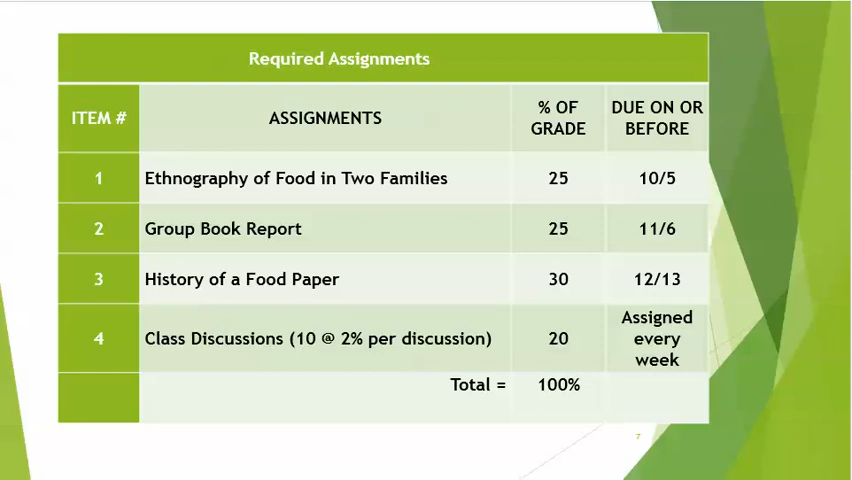 Required Assignments
ITEM # ASSIGNMENTS % OF GRADE DUE ON OR BEFORE
1 Ethnography of Food in Two Families 25 10/5
2 Group Book Report 25 11/6
3 History of a Food Paper 30 12/13
4 Class Discussions (10 @ 2% per discussion) 20 Assigned every week
Total = 100%
7